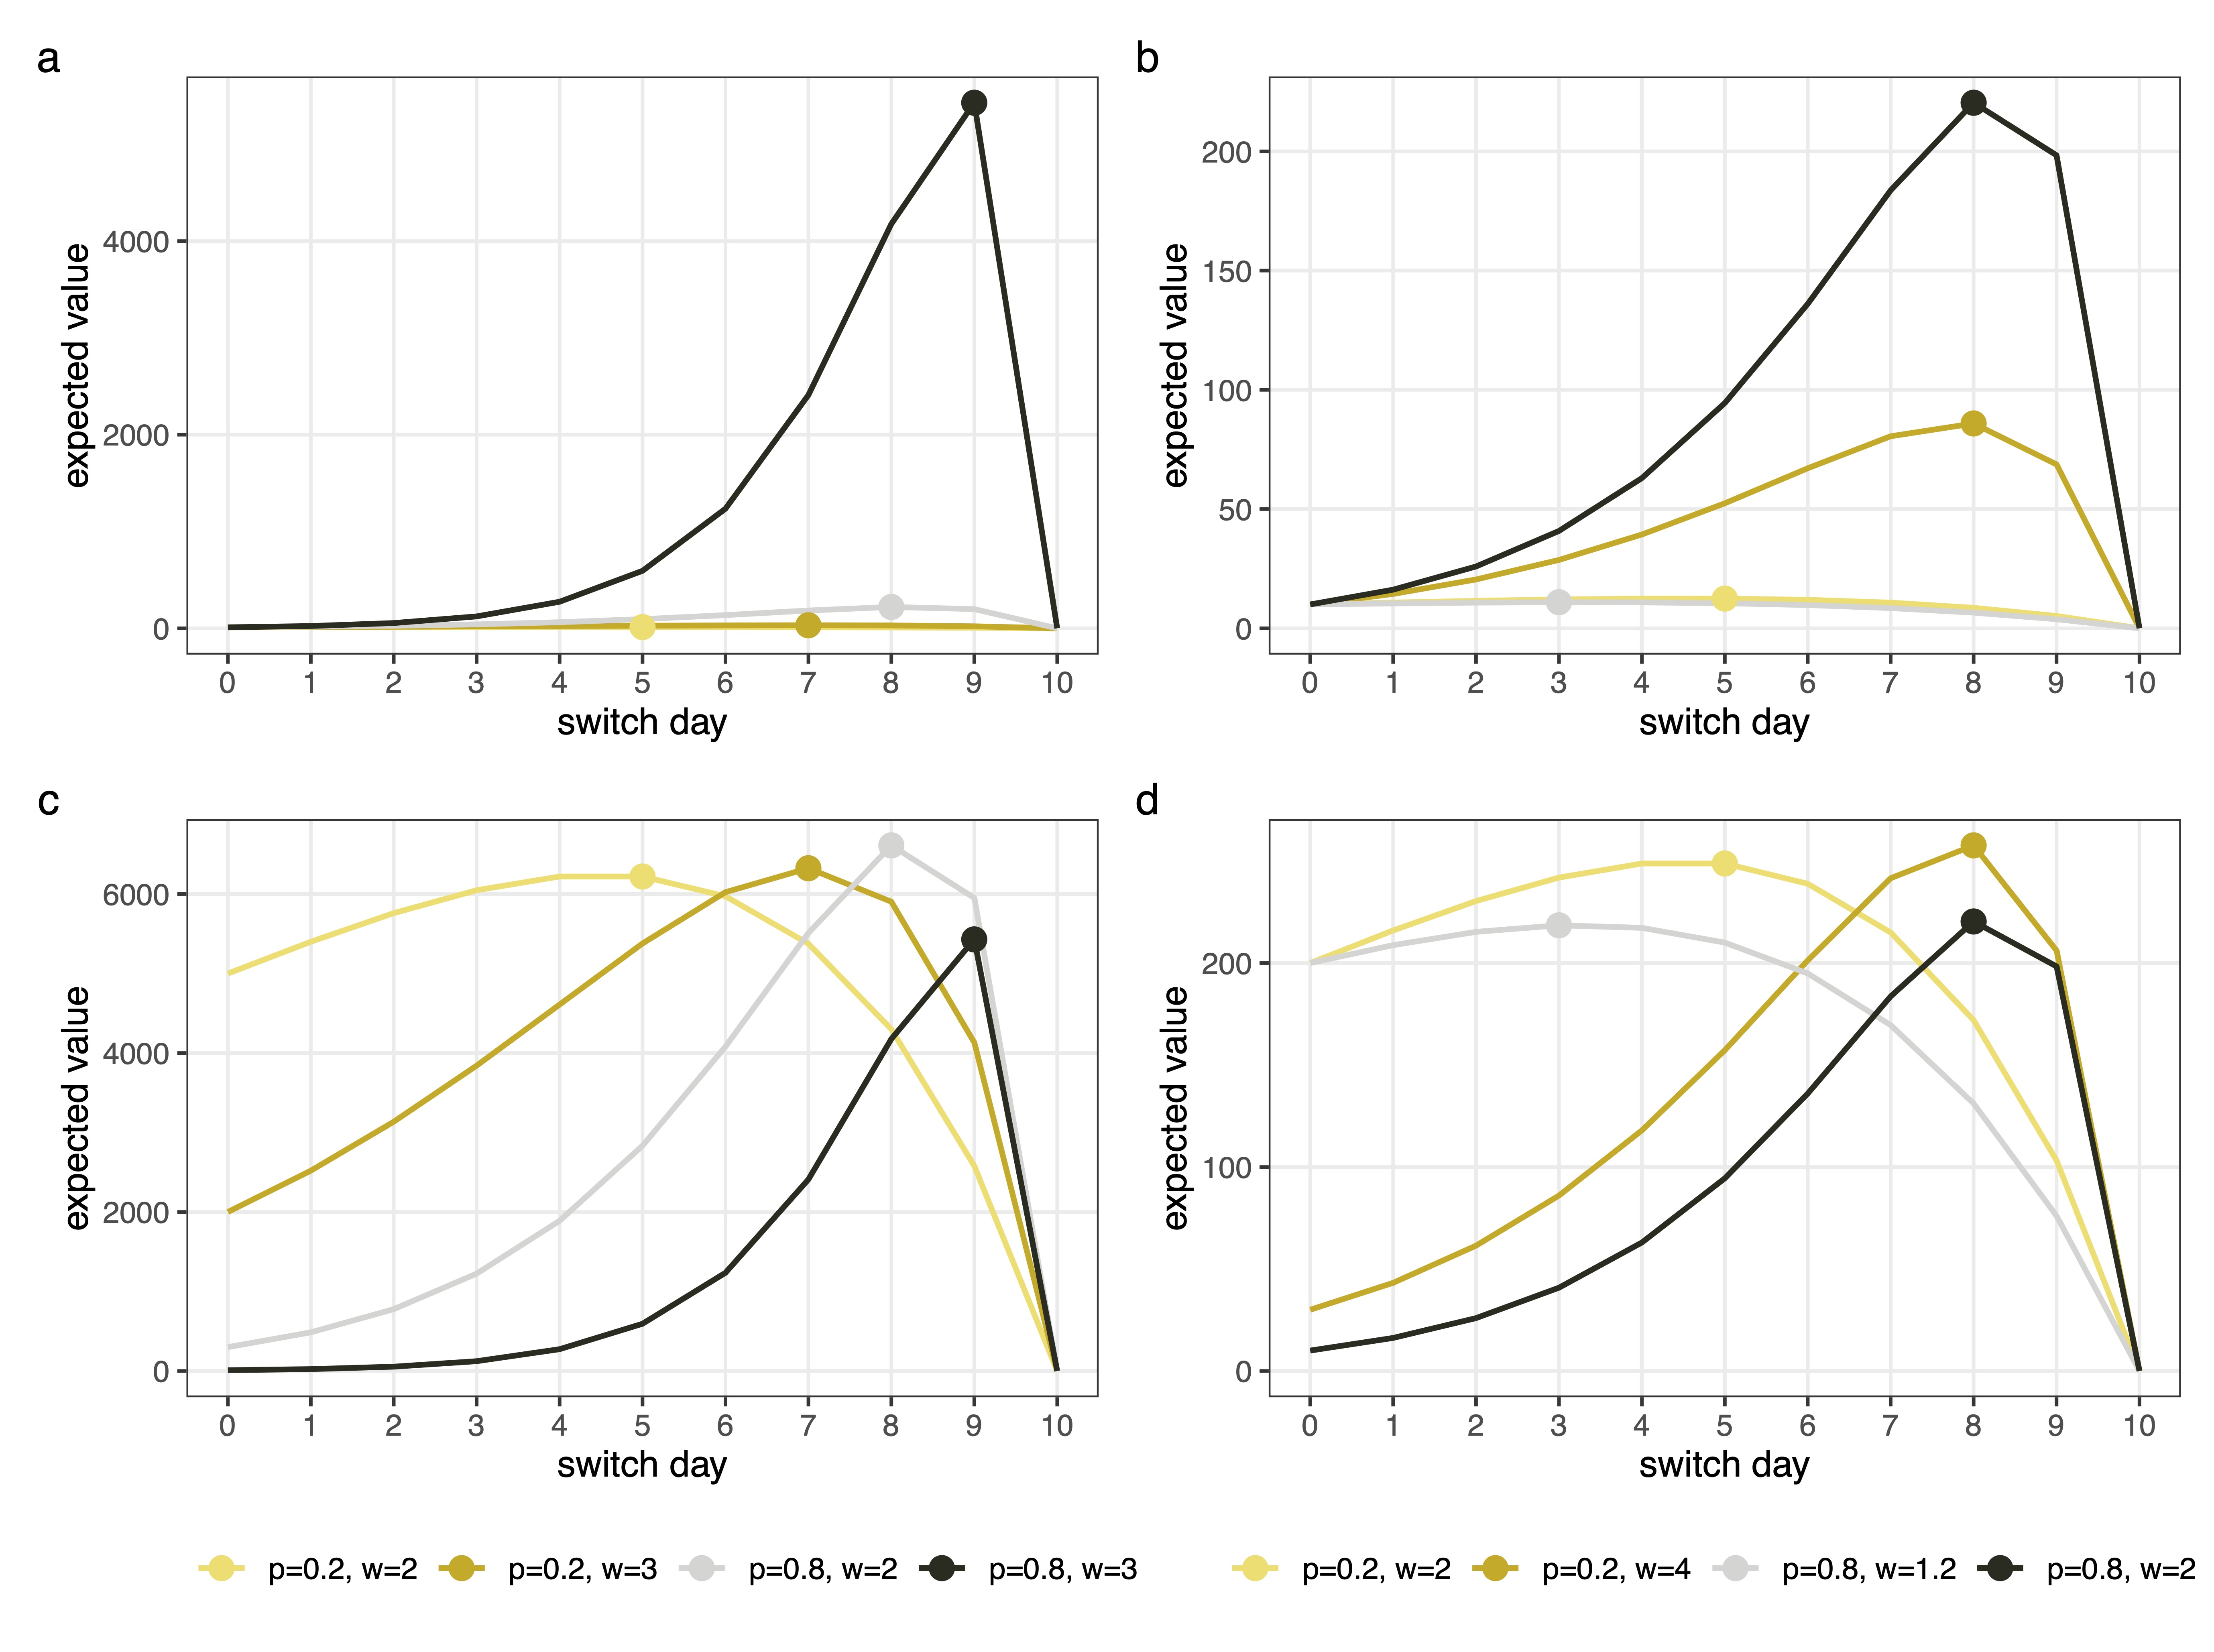 a
expected value
4000
2000
0
0 1 2 3 4 5 6 7 8 9 10
switch day
b
expected value
200
150
100
50
0
0 1 2 3 4 5 6 7 8 9 10
switch day
c
expected value
6000
4000
2000
0
0 1 2 3 4 5 6 7 8 9 10
switch day
d
expected value
200
100
0
0 1 2 3 4 5 6 7 8 9 10
switch day
p=0.2, w=2 p=0.2, w=3 p=0.8, w=2 p=0.8, w=3
p=0.2, w=2 p=0.2, w=4 p=0.8, w=1.2 p=0.8, w=2